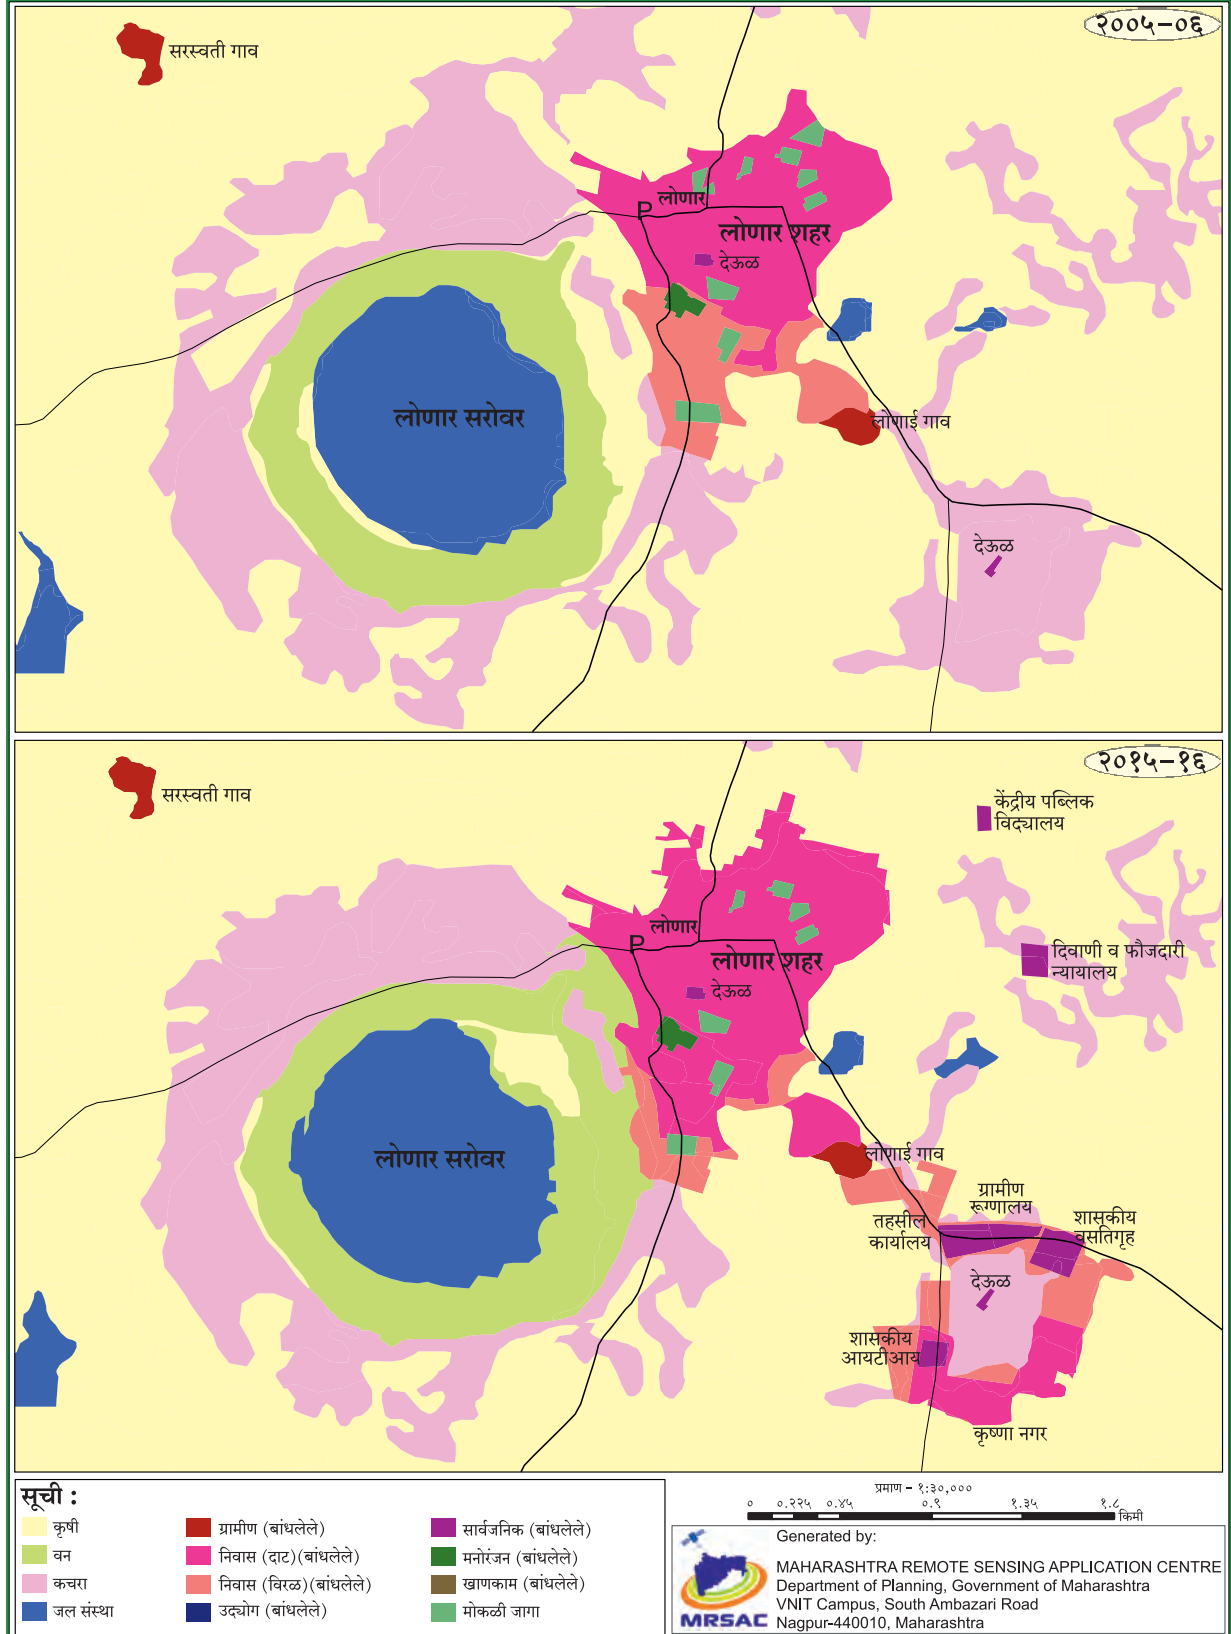 २००५-०६
सरस्वती गाव
लोणार
P
लोणार शहर
देऊळ
लोणार सरोवर
लोणाई गाव
देऊळ
२०१५-१६
सरस्वती गाव
केंद्रीय पब्लिक
विद्यालय
लोणार
P
दिवाणी व फौजदारी
न्यायालय
लोणार शहर
देऊळ
लोणार सरोवर
लोणाई गाव
ग्रामीण
रूग्णालय
तहसील
कार्यालय
शासकीय
वसतिगृह
देऊळ
शासकीय
आयटीआय
कृष्णा नगर
सूची :
कृषी
वन
कचरा
जल संस्था
ग्रामीण (बांधलेले)
निवास (दाट)(बांधलेले)
निवास (विरळ)(बांधलेले)
उद्योग (बांधलेले)
सार्वजनिक (बांधलेले)
मनोरंजन (बांधलेले)
खाणकाम (बांधलेले)
मोकळी जागा
प्रमाण - १:३०,०००
० ०.२२५ ०.४५ ०.९ १.३५ १.८
किमी
Generated by:
MAHARASHTRA REMOTE SENSING APPLICATION CENTRE
Department of Planning, Government of Maharashtra
VNIT Campus, South Ambazari Road
Nagpur-440010, Maharashtra
MRSAC